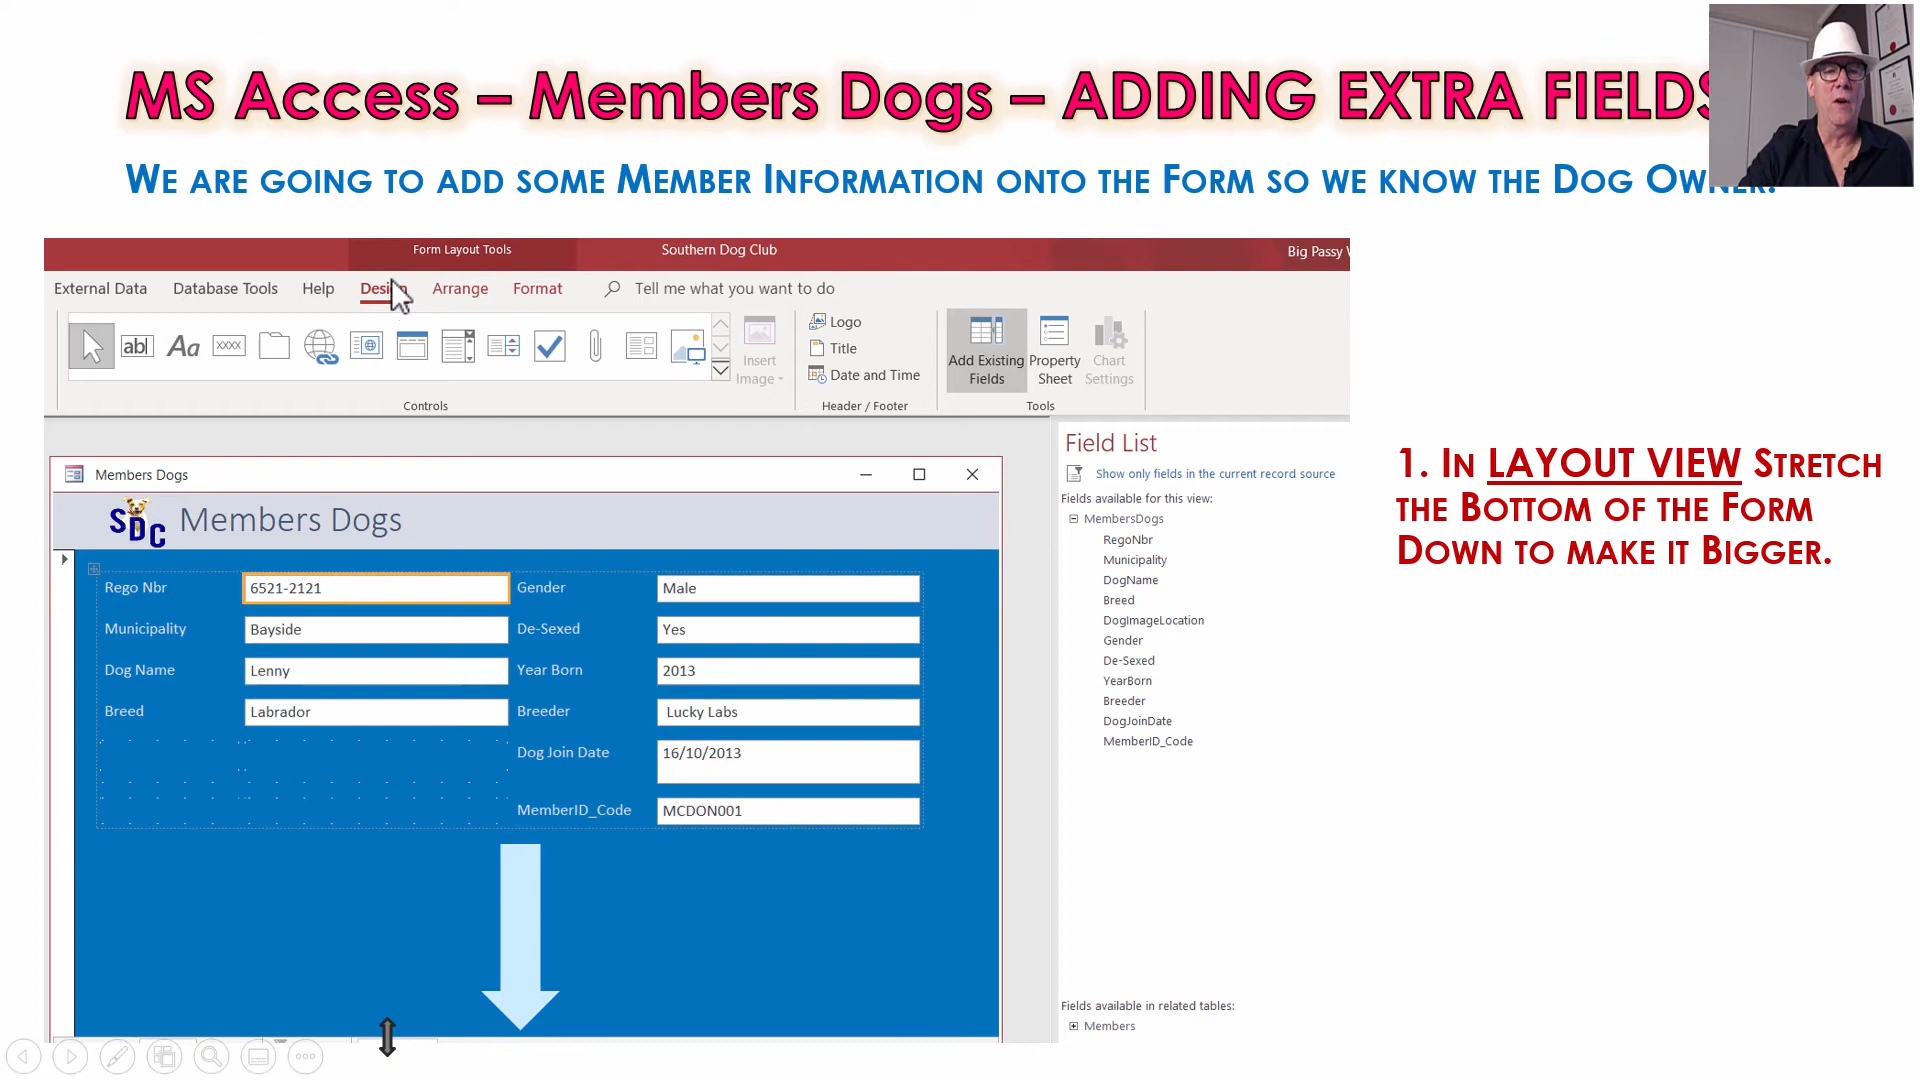 MS Access – Members Dogs – ADDING EXTRA FIELDS
We are going to add some Member Information onto the Form so we know the Dog Owner.
Form Layout Tools
Southern Dog Club
Big Passy
External Data
Database Tools
Help
Design
Arrange
Format
Tell me what you want to do
ab
Aa
XXXX
Insert
Image
Logo
Title
Date and Time
Add Existing
Fields
Property
Sheet
Chart
Settings
Controls
Header / Footer
Tools
Members Dogs
SDC
Members Dogs
Rego Nbr
6521-2121
Gender
Male
Municipality
Bayside
De-Sexed
Yes
Dog Name
Lenny
Year Born
2013
Breed
Labrador
Breeder
Lucky Labs
Dog Join Date
16/10/2013
MemberID_Code
MCDON001
Field List
Show only fields in the current record source
Fields available for this view:
MembersDogs
RegoNbr
Municipality
DogName
Breed
DogImageLocation
Gender
De-Sexed
YearBorn
Breeder
DogJoinDate
MemberID_Code
Fields available in related tables:
Members
1. In LAYOUT VIEW Stretch
the Bottom of the Form
Down to make it Bigger.